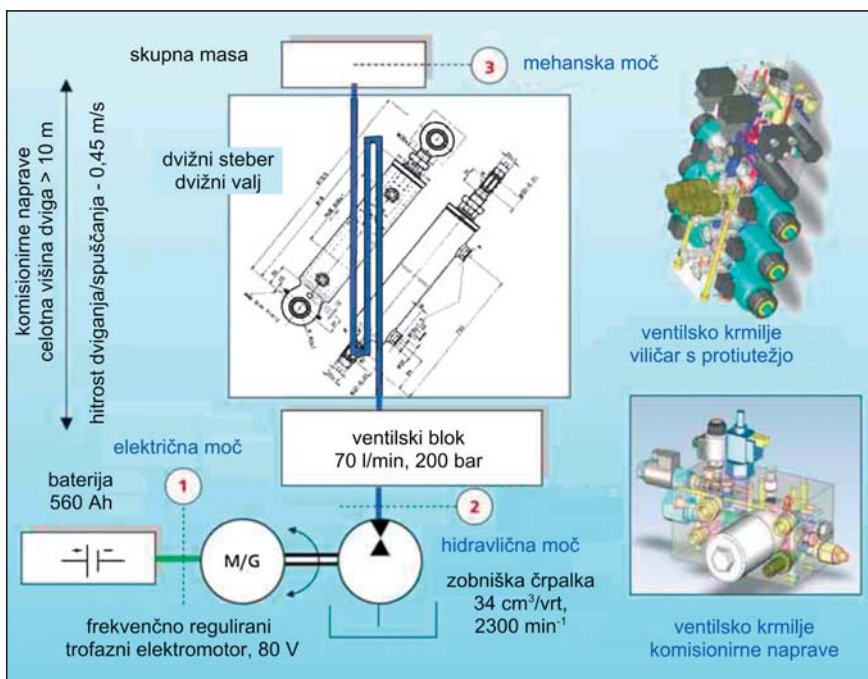 skupna masa
3
mehanska moč
komisionirne naprave
celotna višina dviga > 10 m
hitrost dviganja/spuščanja - 0,45 m/s
dvižni steber
dvižni valj
ventilsko krmilje
viličar s protiutežjo
ventilski blok
70 l/min, 200 bar
električna moč
1
baterija
560 Ah
2
M/G
hidravlična moč
zobniška črpalka
34 cm³/vrt,
2300 min⁻¹
frekvenčno regulirani
trofazni elektromotor, 80 V
ventilsko krmilje
komisionirne naprave